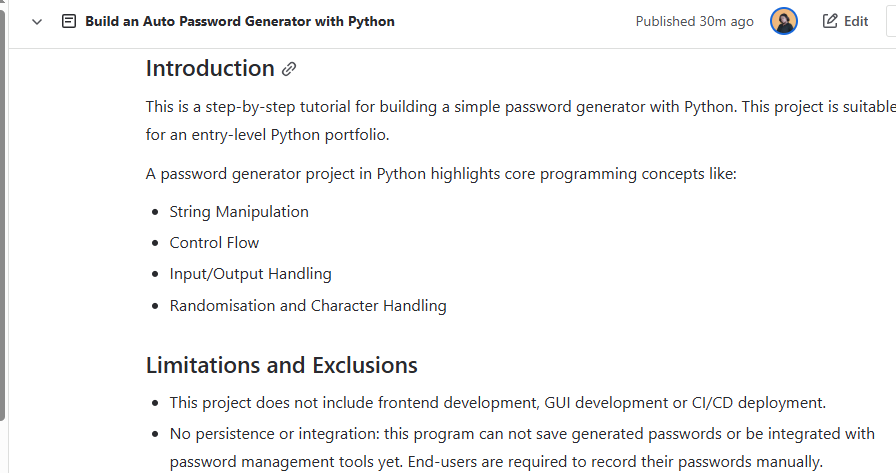 Build an Auto Password Generator with Python
Published 30m ago
Edit
Introduction
This is a step-by-step tutorial for building a simple password generator with Python. This project is suitable
for an entry-level Python portfolio.
A password generator project in Python highlights core programming concepts like:
String Manipulation
Control Flow
Input/Output Handling
Randomisation and Character Handling
Limitations and Exclusions
This project does not include frontend development, GUI development or CI/CD deployment.
No persistence or integration: this program can not save generated passwords or be integrated with
password management tools yet. End-users are required to record their passwords manually.